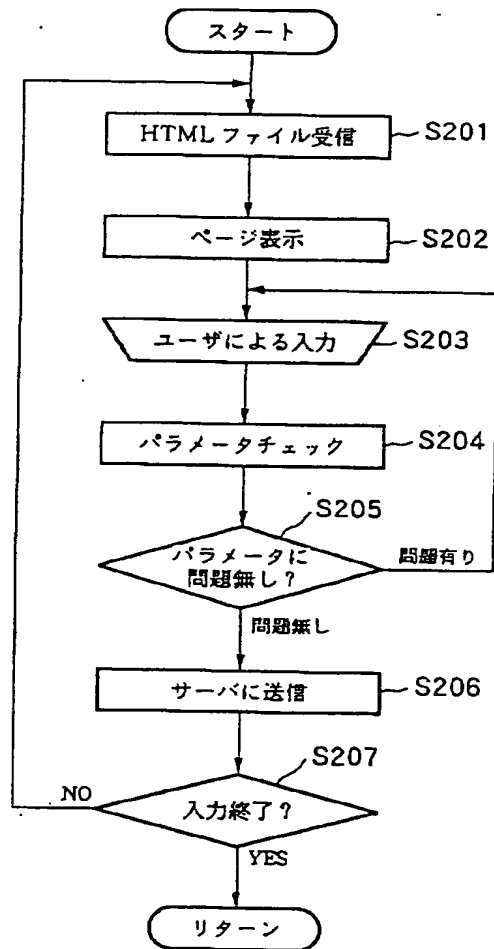 スタート
HTMLファイル受信
S201
ページ表示
S202
ユーザによる入力
S203
パラメータチェック
S204
S205
パラメータに
問題無し?
問題有り
問題無し
サーバに送信
S206
S207
入力終了?
NO
YES
リターン